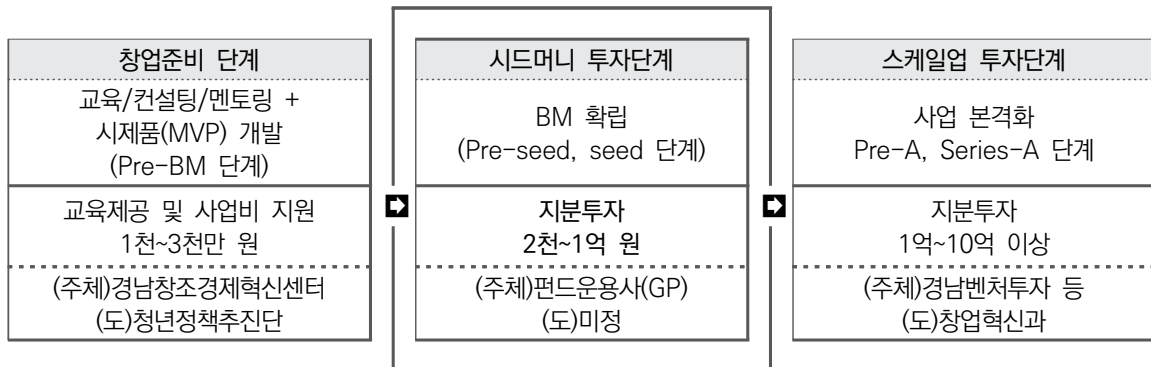 창업준비 단계
교육/컨설팅/멘토링 +
시제품(MVP) 개발
(Pre-BM 단계)
교육제공 및 사업비 지원
1천~3천만 원
(주체)경남창조경제혁신센터
(도)청년정책추진단
시드머니 투자단계
BM 확립
(Pre-seed, seed 단계)
지분투자
2천~1억 원
(주체)펀드운용사(GP)
(도)미정
스케일업 투자단계
사업 본격화
Pre-A, Series-A 단계
지분투자
1억~10억 이상
(주체)경남벤처투자 등
(도)창업혁신과